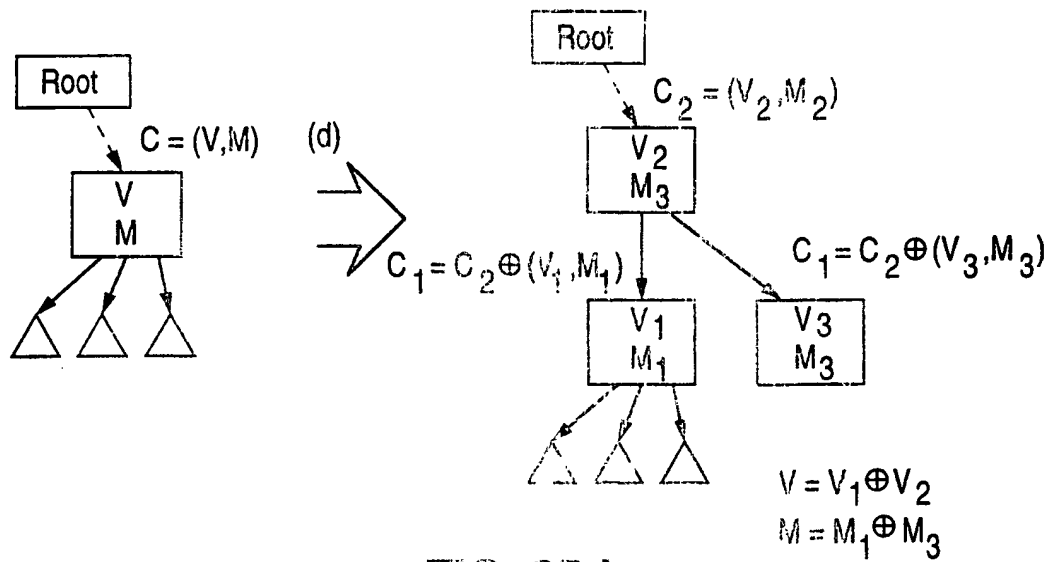 Root
C = (V,M)
V
M
(d)
Root
C2 = (V2,M2)
V2
M3
C1 = C2 ⊕ (V1,M1)
C1 = C2 ⊕ (V3,M3)
V1
M1
V3
M3
V = V1 ⊕ V2
M = M1 ⊕ M3